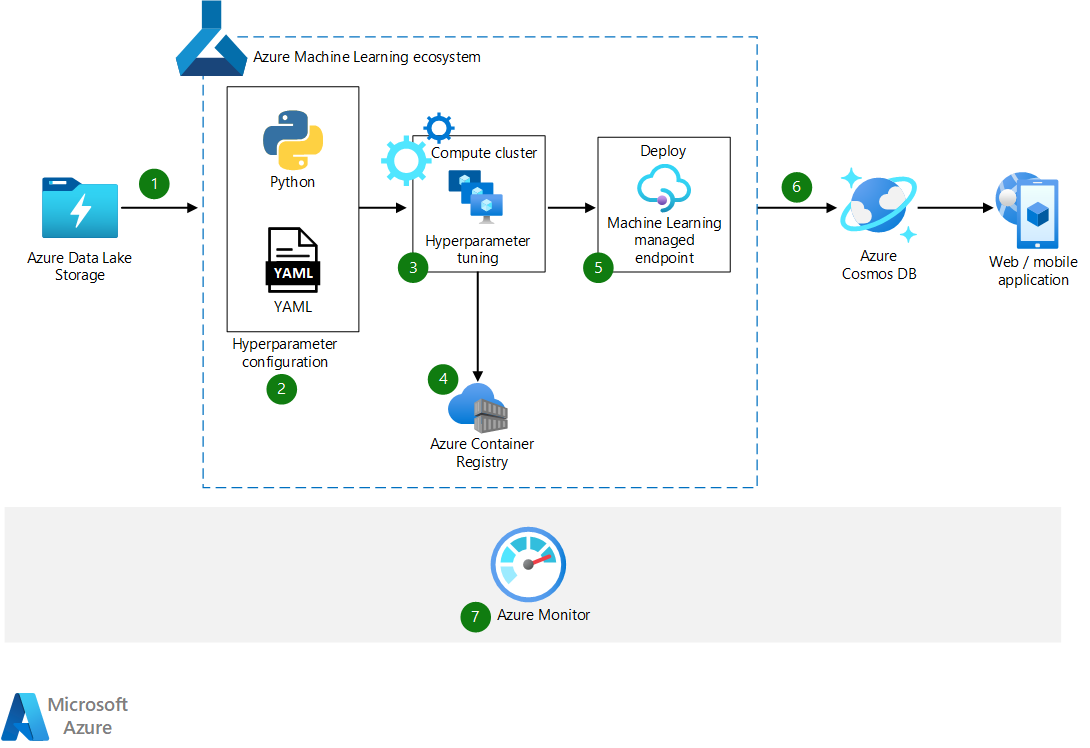 Azure Machine Learning ecosystem
Python
YAML
YAML
Hyperparameter
configuration
2
1
Azure Data Lake
Storage
Compute cluster
Hyperparameter
tuning
3
4
Azure Container
Registry
Deploy
Machine Learning
managed
endpoint
5
6
Azure
Cosmos DB
Web / mobile
application
7
Azure Monitor
Microsoft
Azure